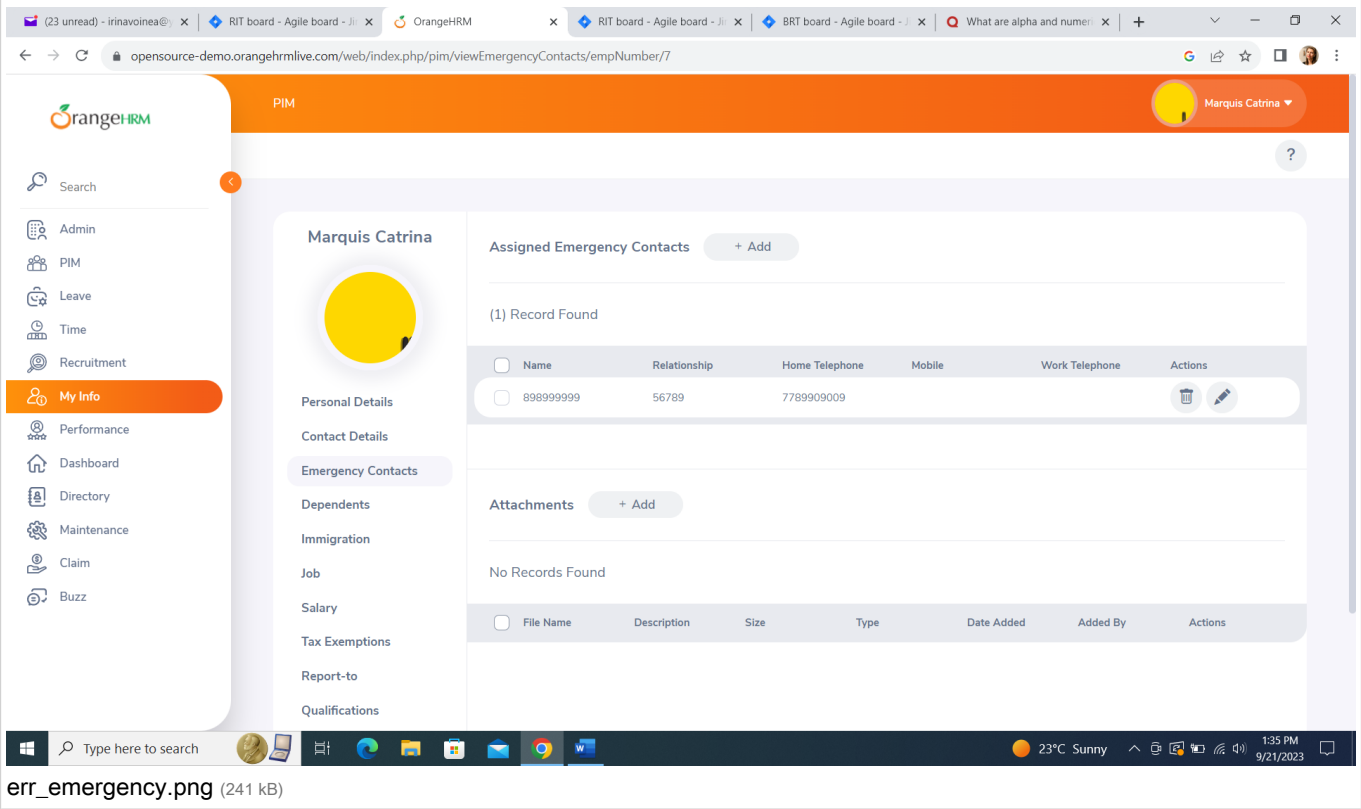 (23 unread) - irinavoinea@y
RIT board - Agile board - Jir
OrangeHRM
RIT board - Agile board - Jir
BRT board - Agile board - J
What are alpha and numeri
opensource-demo.orangehrmlive.com/web/index.php/pim/viewEmergencyContacts/empNumber/7
OrangeHRM
PIM
Marquis Catrina
?
Search
Admin
PIM
Leave
Time
Recruitment
My Info
Performance
Dashboard
Directory
Maintenance
Claim
Buzz
Marquis Catrina
Personal Details
Contact Details
Emergency Contacts
Dependents
Immigration
Job
Salary
Tax Exemptions
Report-to
Qualifications
Assigned Emergency Contacts + Add
(1) Record Found
Name Relationship Home Telephone Mobile Work Telephone Actions
898999999 56789 7789909009
Attachments + Add
No Records Found
File Name Description Size Type Date Added Added By Actions
Type here to search
23°C Sunny
1:35 PM
9/21/2023
err_emergency.png (241 kB)